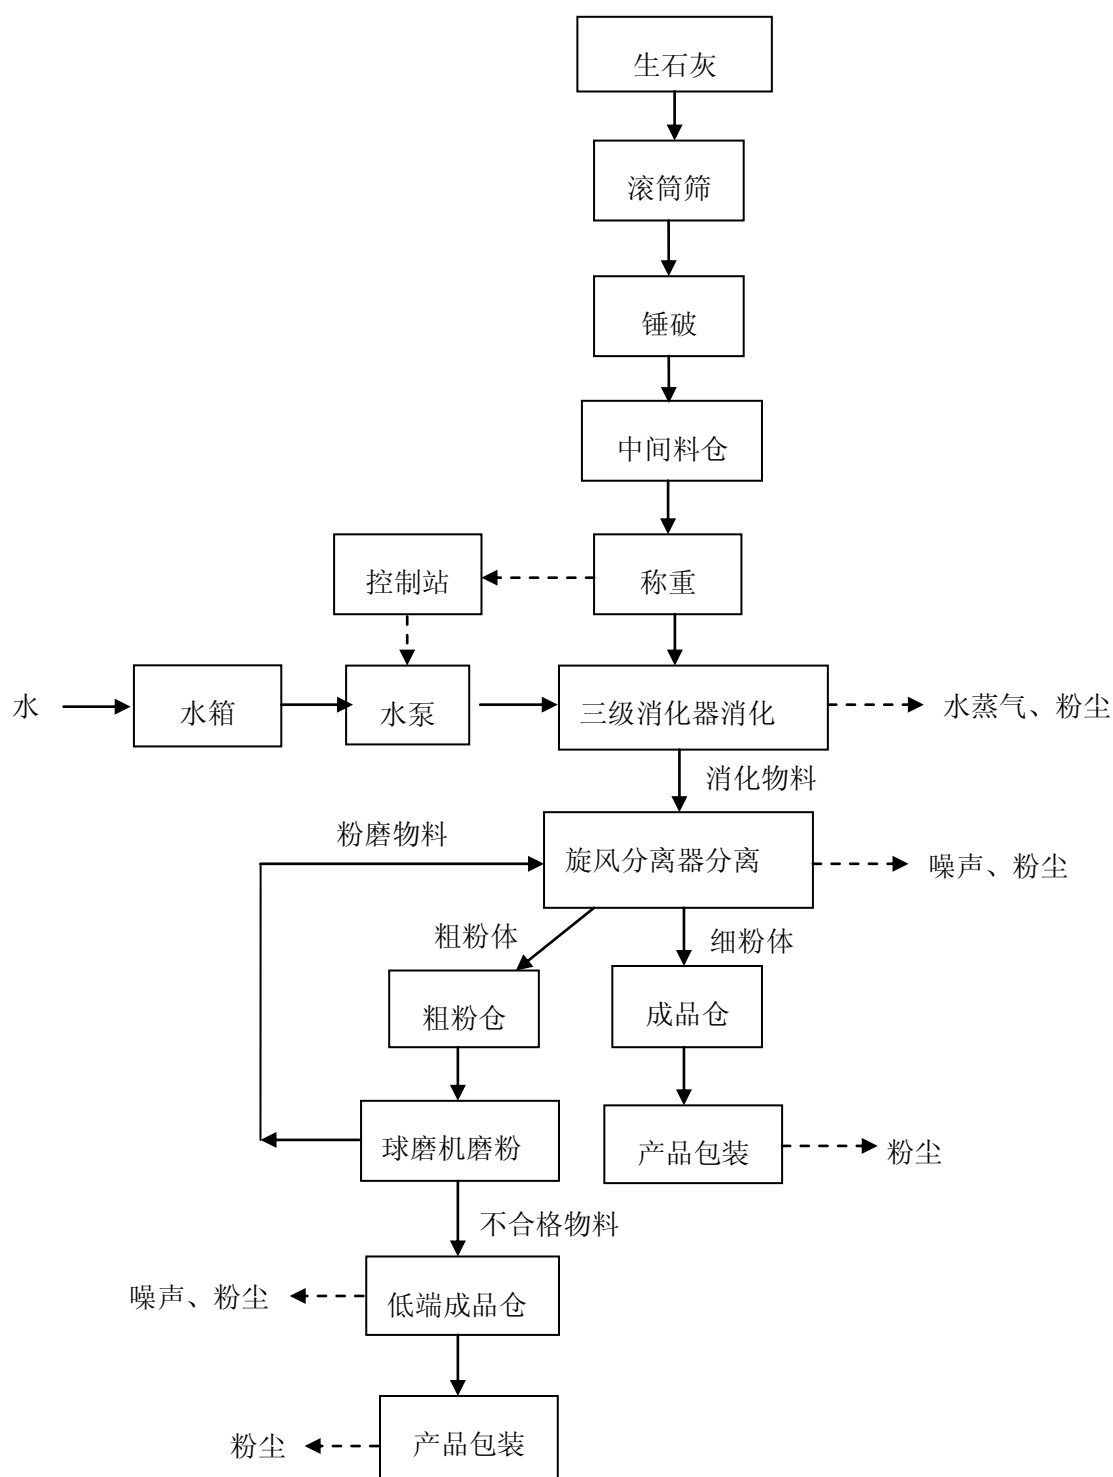 生石灰
滚筒筛
锤破
中间料仓
控制站
称重
水
水箱
水泵
三级消化器消化
水蒸气、粉尘
消化物料
粉磨物料
旋风分离器分离
噪声、粉尘
粗粉体
细粉体
粗粉仓
成品仓
球磨机磨粉
产品包装
粉尘
不合格物料
噪声、粉尘
低端成品仓
粉尘
产品包装